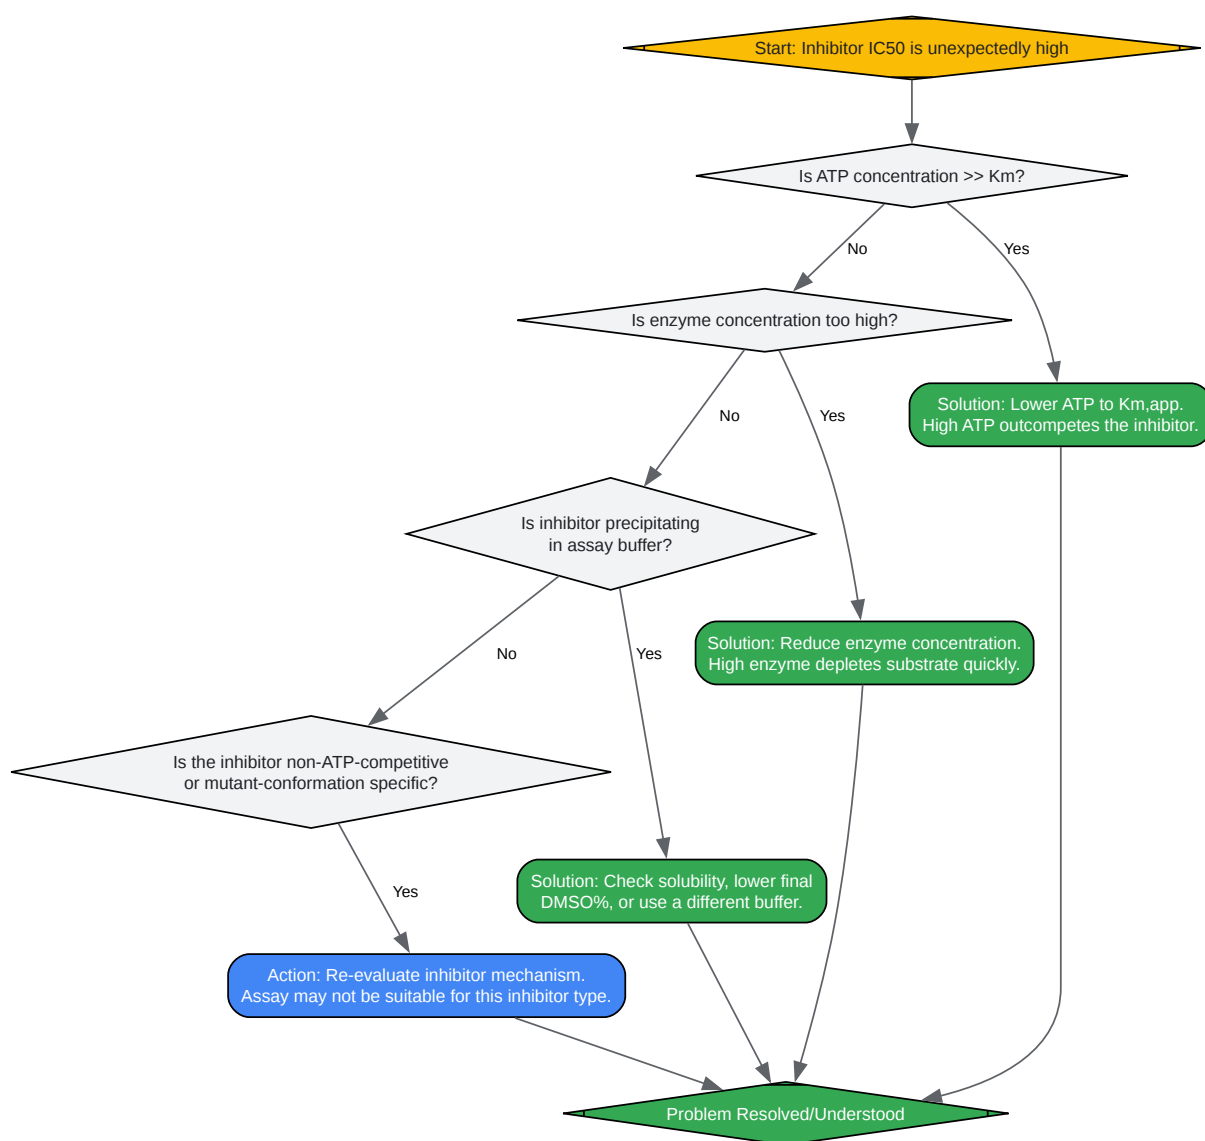 Start: Inhibitor IC50 is unexpectedly high
Is ATP concentration >> Km?
No
Yes
Is enzyme concentration too high?
Solution: Lower ATP to Km,app.
High ATP outcompetes the inhibitor.
No
Yes
Is inhibitor precipitating
in assay buffer?
Solution: Reduce enzyme concentration.
High enzyme depletes substrate quickly.
No
Yes
Is the inhibitor non-ATP-competitive
or mutant-conformation specific?
Solution: Check solubility, lower final
DMSO%, or use a different buffer.
Yes
Action: Re-evaluate inhibitor mechanism.
Assay may not be suitable for this inhibitor type.
Problem Resolved/Understood